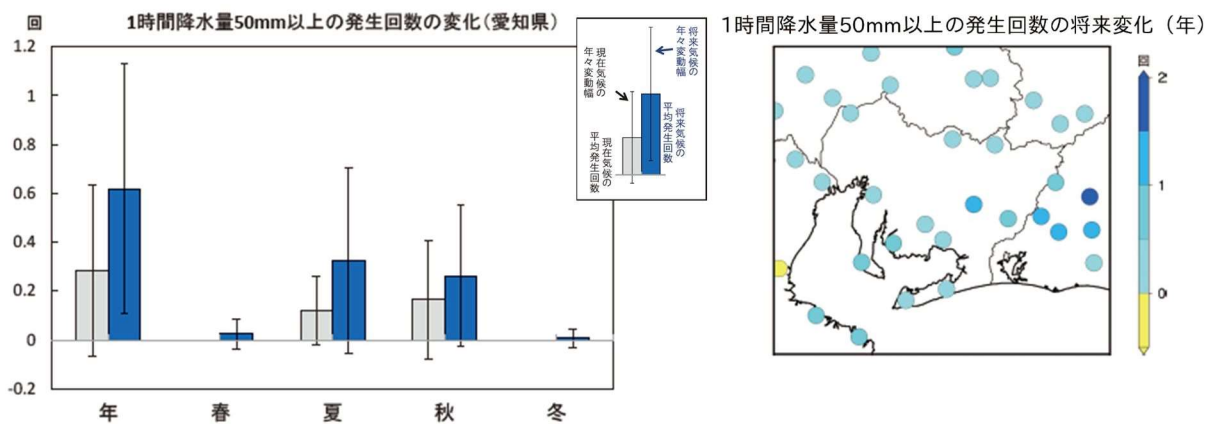 回
1時間降水量50mm以上の発生回数の変化(愛知県)
1.2
1
0.8
0.6
0.4
0.2
0
-0.2
年
春
夏
秋
冬
将来気候の
年々変動幅
現在気候の
年々変動幅
将来気候の
平均発生回数
現在気候の
平均発生回数
1時間降水量50mm以上の発生回数の将来変化（年）
回
2
1
0